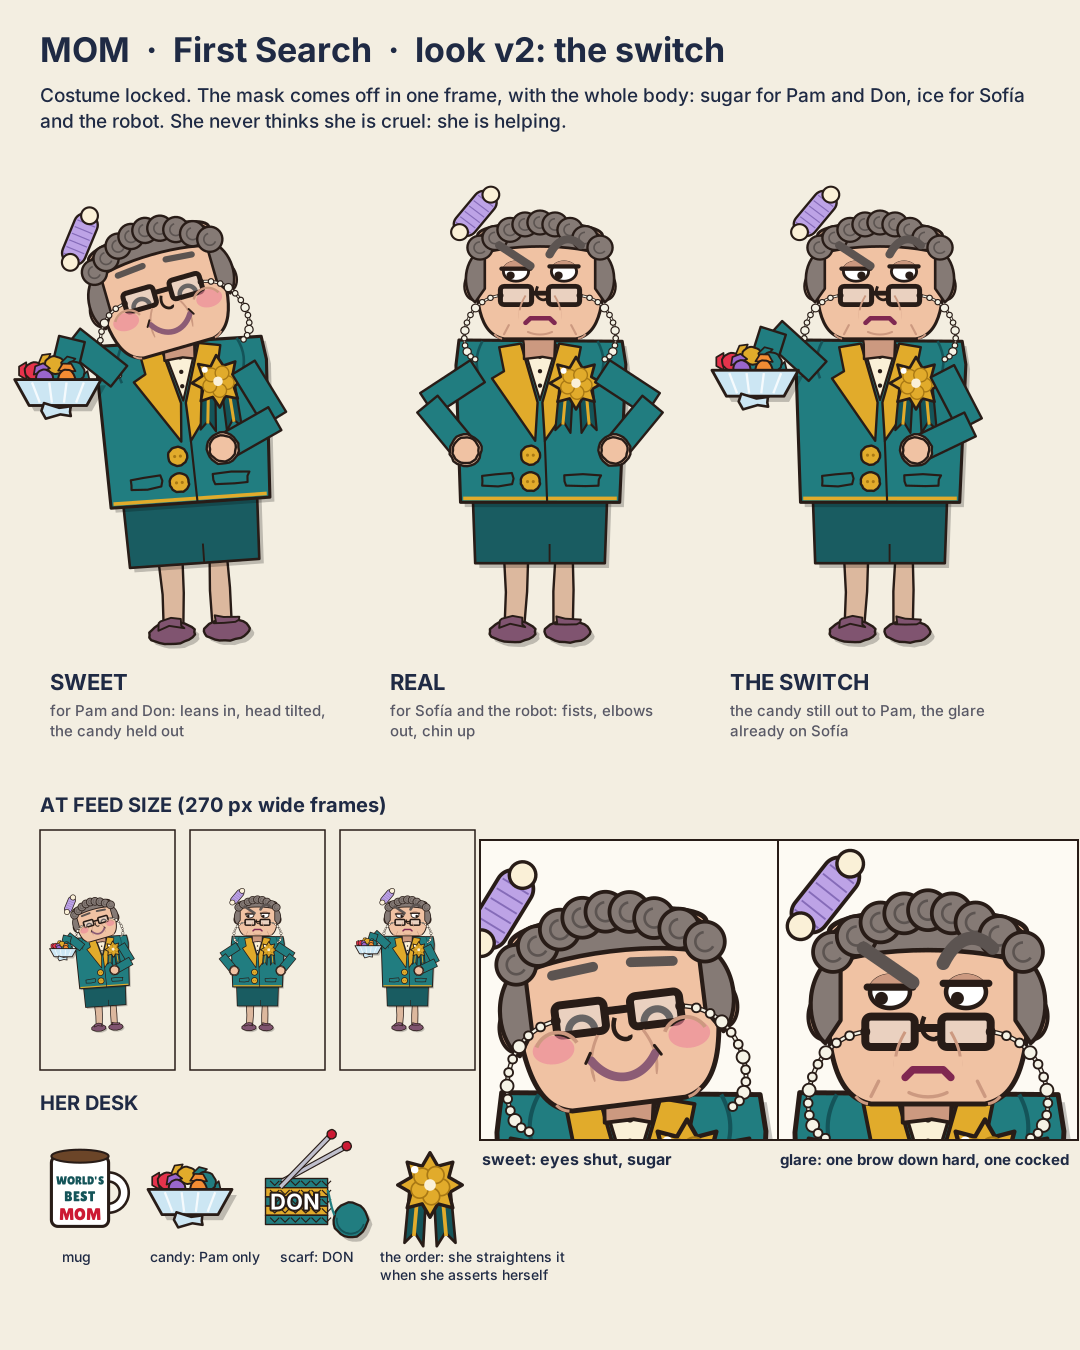 MOM · First Search · look v2: the switch
Costume locked. The mask comes off in one frame, with the whole body: sugar for Pam and Don, ice for Sofía
and the robot. She never thinks she is cruel: she is helping.
SWEET
for Pam and Don: leans in, head tilted,
the candy held out
REAL
for Sofía and the robot: fists, elbows
out, chin up
THE SWITCH
the candy still out to Pam, the glare
already on Sofía
AT FEED SIZE (270 px wide frames)
sweet: eyes shut, sugar
glare: one brow down hard, one cocked
HER DESK
WORLD'S
BEST
MOM
DON
mug
candy: Pam only
scarf: DON
the order: she straightens it
when she asserts herself